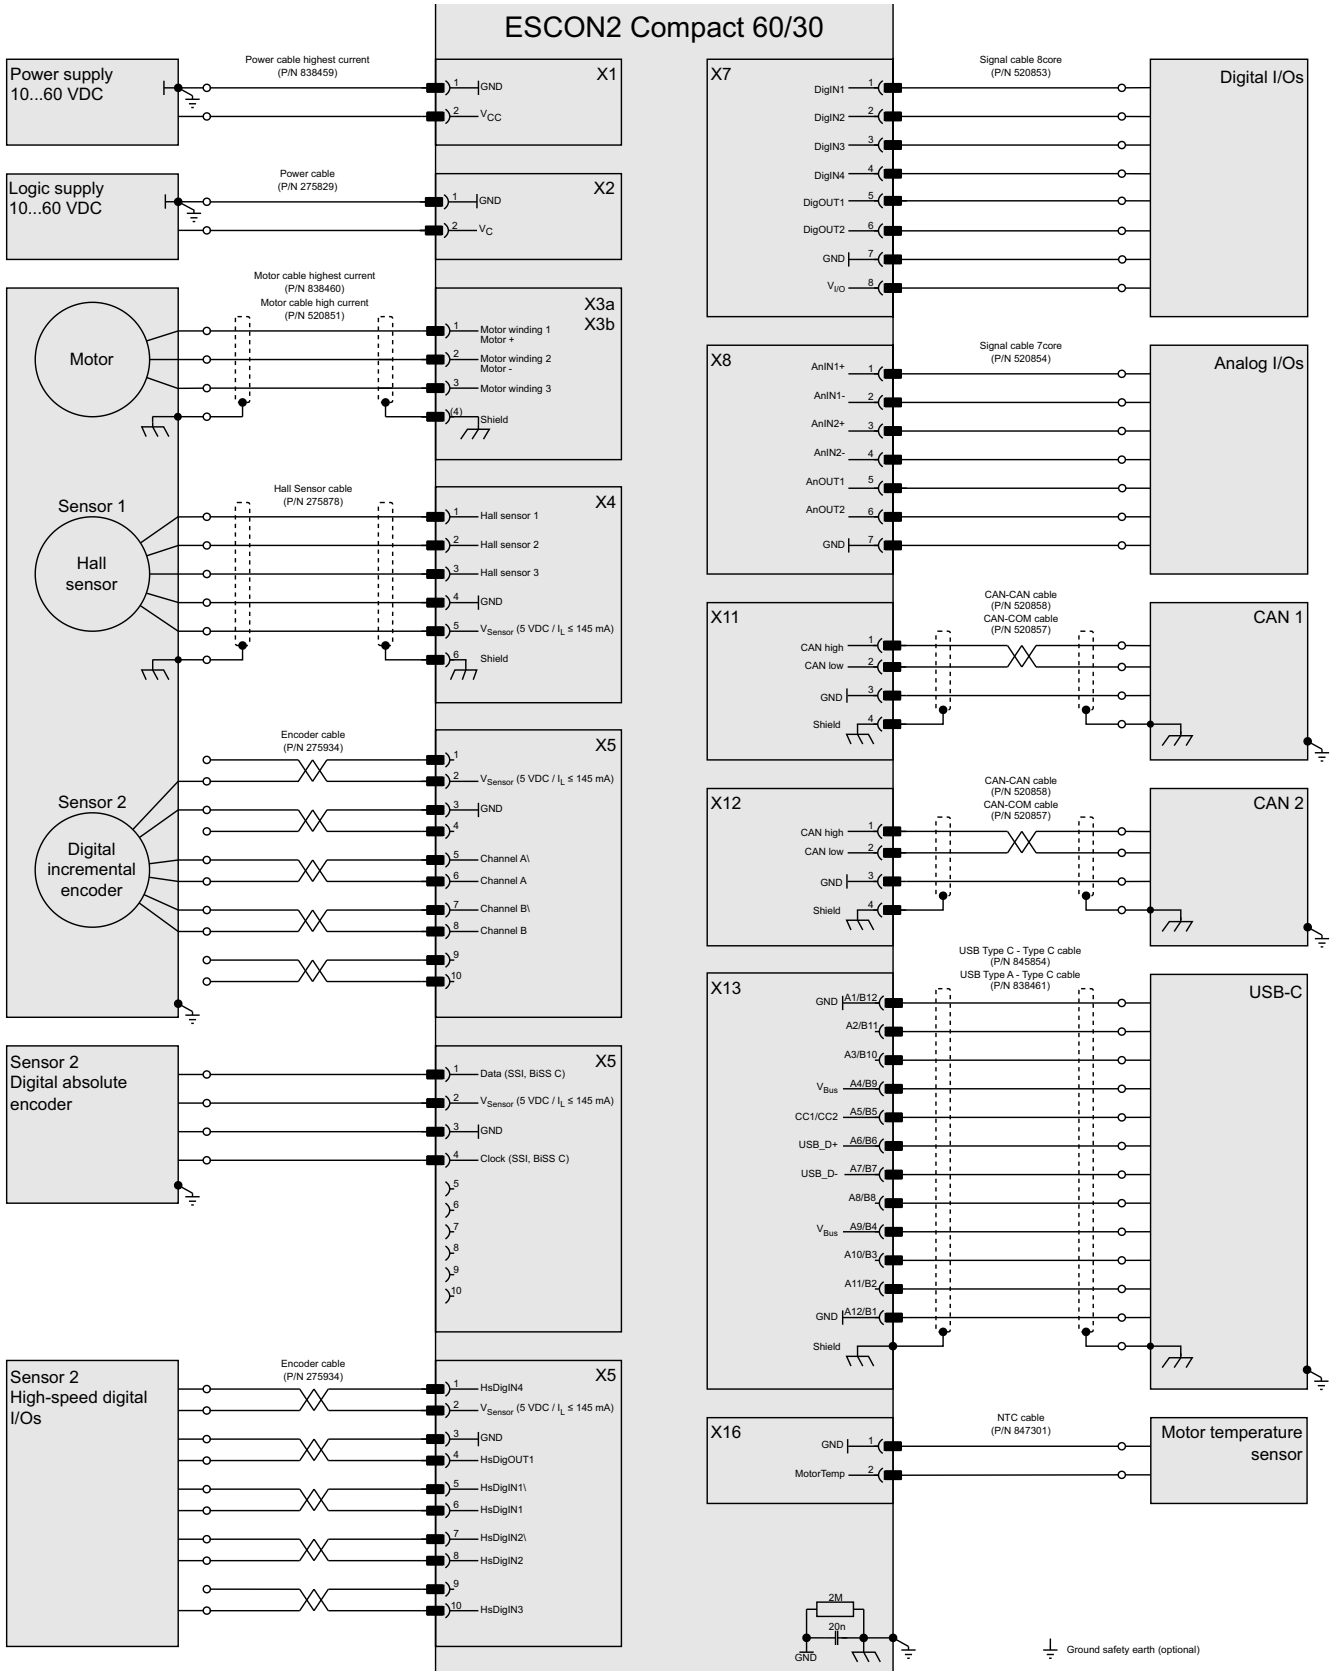 ESCON2 Compact 60/30
Power supply
10...60 VDC
Power cable highest current
(P/N 838459)
X1
1
GND
2
VCC
Logic supply
10...60 VDC
Power cable
(P/N 275829)
X2
1
GND
2
VC
Motor
Motor cable highest current
(P/N 838460)
Motor cable high current
(P/N 520851)
X3a
X3b
1
Motor winding 1
Motor +
2
Motor winding 2
Motor -
3
Motor winding 3
(4)
Shield
Sensor 1
Hall
sensor
Hall Sensor cable
(P/N 275878)
X4
1
Hall sensor 1
2
Hall sensor 2
3
Hall sensor 3
4
GND
5
VSensor (5 VDC / IL ≤ 145 mA)
6
Shield
Sensor 2
Digital
incremental
encoder
Encoder cable
(P/N 275934)
X5
1
2
VSensor (5 VDC / IL ≤ 145 mA)
3
GND
4
5
Channel A\
6
Channel A
7
Channel B\
8
Channel B
9
10
Sensor 2
Digital absolute
encoder
X5
1
Data (SSI, BiSS C)
2
VSensor (5 VDC / IL ≤ 145 mA)
3
GND
4
Clock (SSI, BiSS C)
5
6
7
8
9
10
Sensor 2
High-speed digital
I/Os
Encoder cable
(P/N 275934)
X5
1
HsDigIN4
2
VSensor (5 VDC / IL ≤ 145 mA)
3
GND
4
HsDigOUT1
5
HsDigIN1\
6
HsDigIN1
7
HsDigIN2\
8
HsDigIN2
9
10
HsDigIN3
X7
Signal cable 8core
(P/N 520853)
Digital I/Os
DigIN1 1
DigIN2 2
DigIN3 3
DigIN4 4
DigOUT1 5
DigOUT2 6
GND 7
VI/O 8
X8
Signal cable 7core
(P/N 520854)
Analog I/Os
AnIN1+ 1
AnIN1- 2
AnIN2+ 3
AnIN2- 4
AnOUT1 5
AnOUT2 6
GND 7
X11
CAN-CAN cable
(P/N 520858)
CAN-COM cable
(P/N 520857)
CAN 1
CAN high 1
CAN low 2
GND 3
Shield 4
X12
CAN-CAN cable
(P/N 520858)
CAN-COM cable
(P/N 520857)
CAN 2
CAN high 1
CAN low 2
GND 3
Shield 4
X13
USB Type C - Type C cable
(P/N 845854)
USB Type A - Type C cable
(P/N 838461)
USB-C
GND A1/B12
A2/B11
A3/B10
VBus A4/B9
CC1/CC2 A5/B5
USB_D+ A6/B6
USB_D- A7/B7
A8/B8
VBus A9/B4
A10/B3
A11/B2
GND A12/B1
Shield
X16
NTC cable
(P/N 847301)
Motor temperature
sensor
GND 1
MotorTemp 2
2M
20n
GND
Ground safety earth (optional)